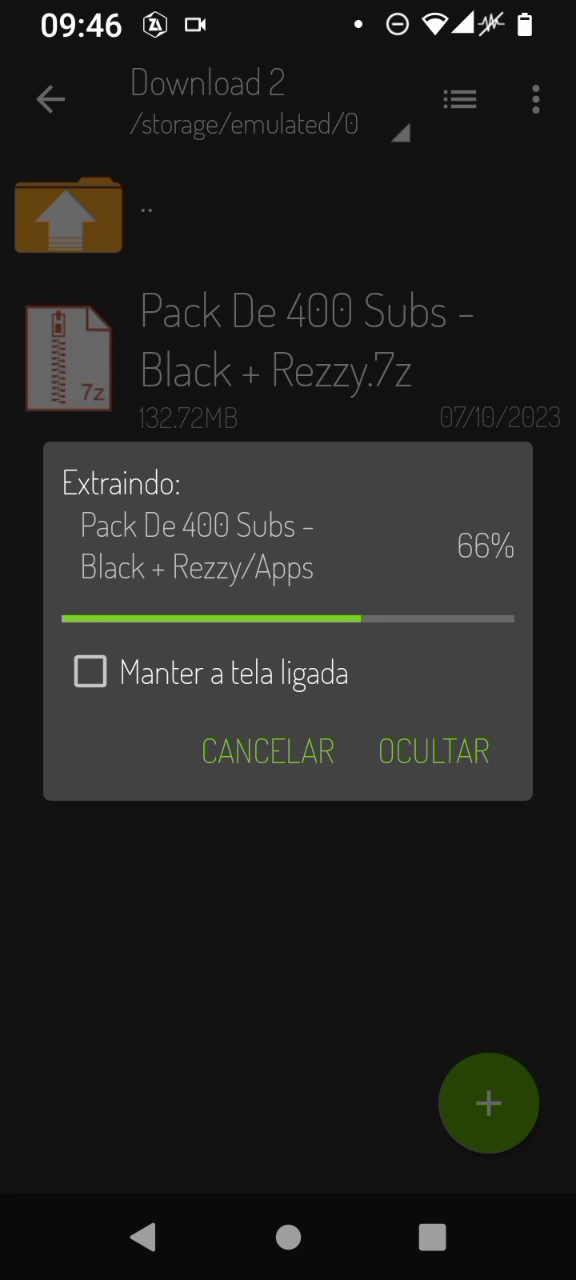 09:46
Download 2
/storage/emulated/0
..
Pack De 400 Subs -
Black + Rezzy.7z
7z
132.72MB
07/10/2023
Extraindo:
Pack De 400 Subs -
Black + Rezzy/Apps
66%
Manter a tela ligada
CANCELAR
OCULTAR